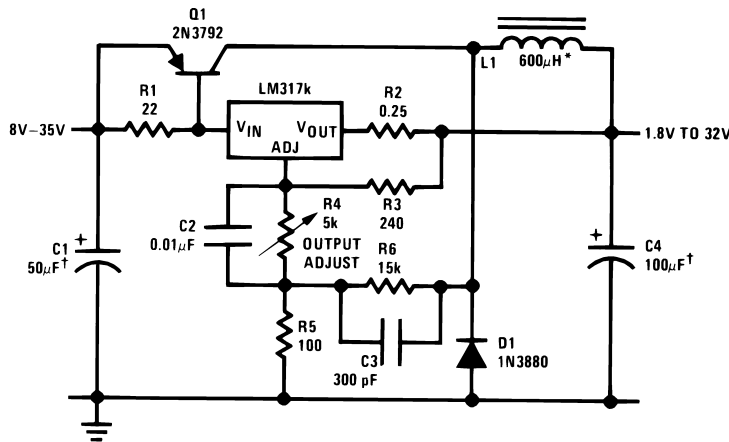 Q1
2N3792
L1
600μH*
R1
22
LM317k
R2
0.25
8V–35V
VIN
VOUT
ADJ
1.8V TO 32V
R3
240
R4
5k
OUTPUT
ADJUST
C2
0.01μF
R6
15k
C1
50μF†
+
C4
100μF†
+
R5
100
C3
300 pF
D1
1N3880